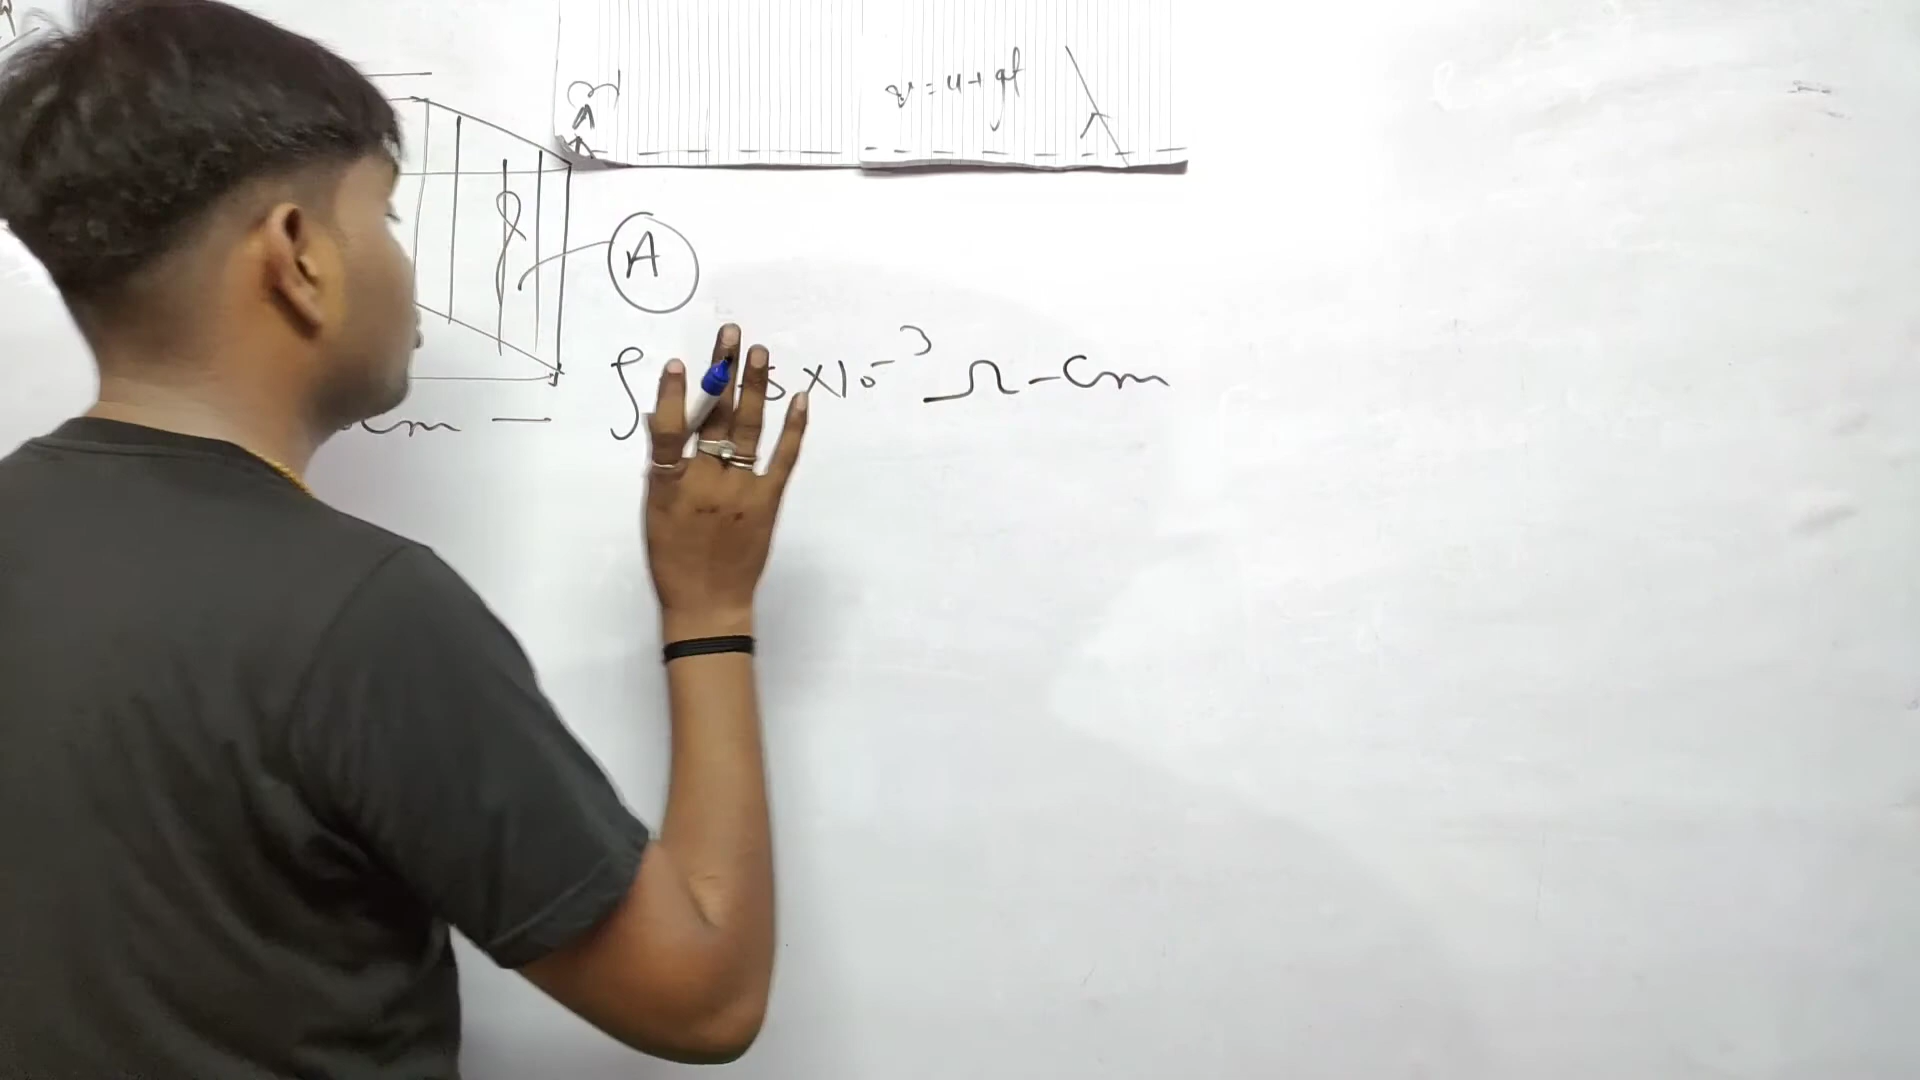 v = u + gt
A
ρ 5 × 10⁻³ Ω - cm
cm —